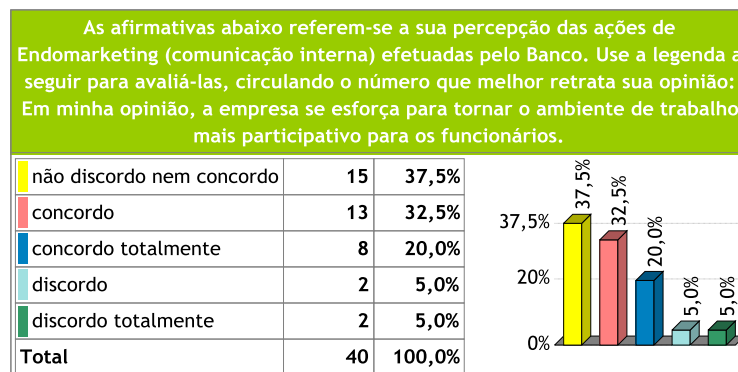 As afirmativas abaixo referem-se a sua percepção das ações de
Endomarketing (comunicação interna) efetuadas pelo Banco. Use a legenda a
seguir para avaliá-las, circulando o número que melhor retrata sua opinião:
Em minha opinião, a empresa se esforça para tornar o ambiente de trabalho
mais participativo para os funcionários.
não discordo nem concordo 15 37,5%
concordo 13 32,5%
concordo totalmente 8 20,0%
discordo 2 5,0%
discordo totalmente 2 5,0%
Total 40 100,0%
37,5%
20%
0%
37,5%
32,5%
20,0%
5,0%
5,0%